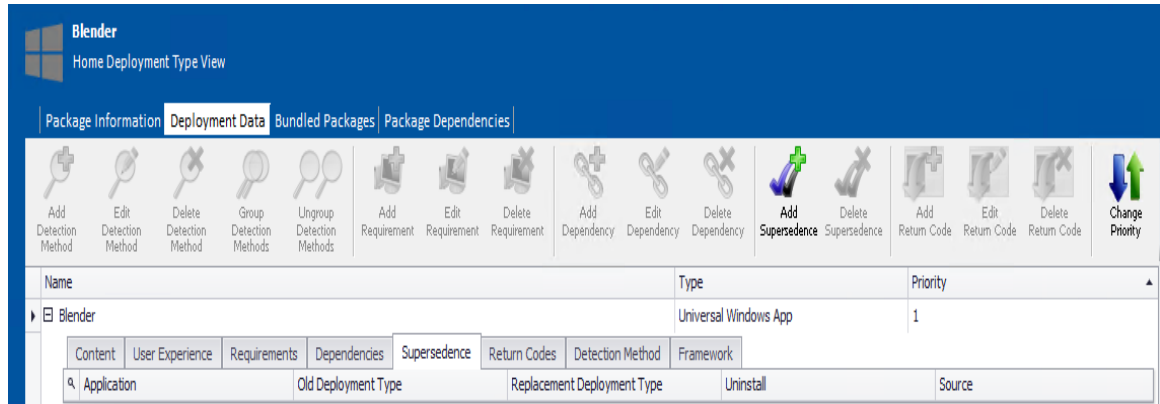 Blender
Home Deployment Type View
Package Information Deployment Data Bundled Packages Package Dependencies
Add Detection Method
Edit Detection Method
Delete Detection Method
Group Detection Methods
Ungroup Detection Methods
Add Requirement
Edit Requirement
Delete Requirement
Add Dependency
Edit Dependency
Delete Dependency
Add Supersedence
Delete Supersedence
Add Return Code
Edit Return Code
Delete Return Code
Change Priority
Name Type Priority
Blender Universal Windows App 1
Content User Experience Requirements Dependencies Supersedence Return Codes Detection Method Framework
Application Old Deployment Type Replacement Deployment Type Uninstall Source